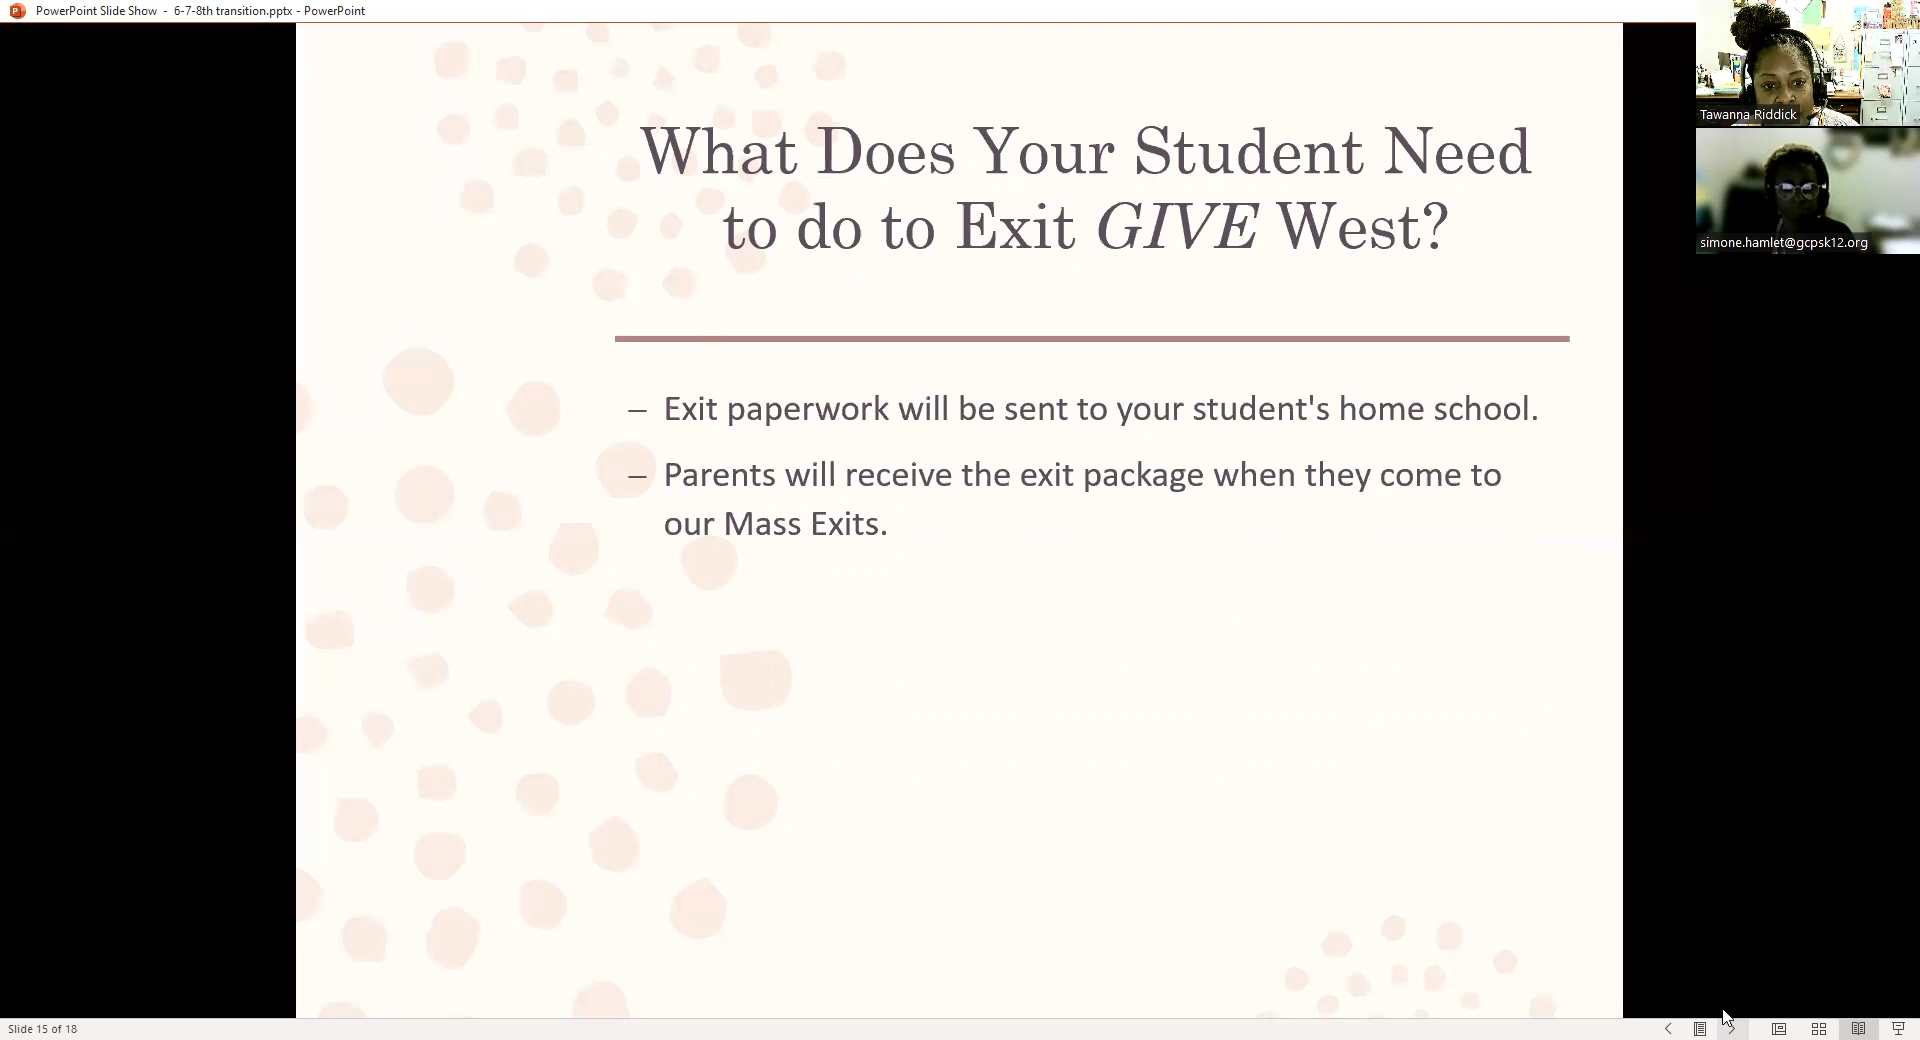 PowerPoint Slide Show - 6-7-8th transition.pptx - PowerPoint
Tawanna Riddick
simone.hamlet@gcpsk12.org
What Does Your Student Need
to do to Exit GIVE West?
– Exit paperwork will be sent to your student's home school.
– Parents will receive the exit package when they come to
our Mass Exits.
Slide 15 of 18